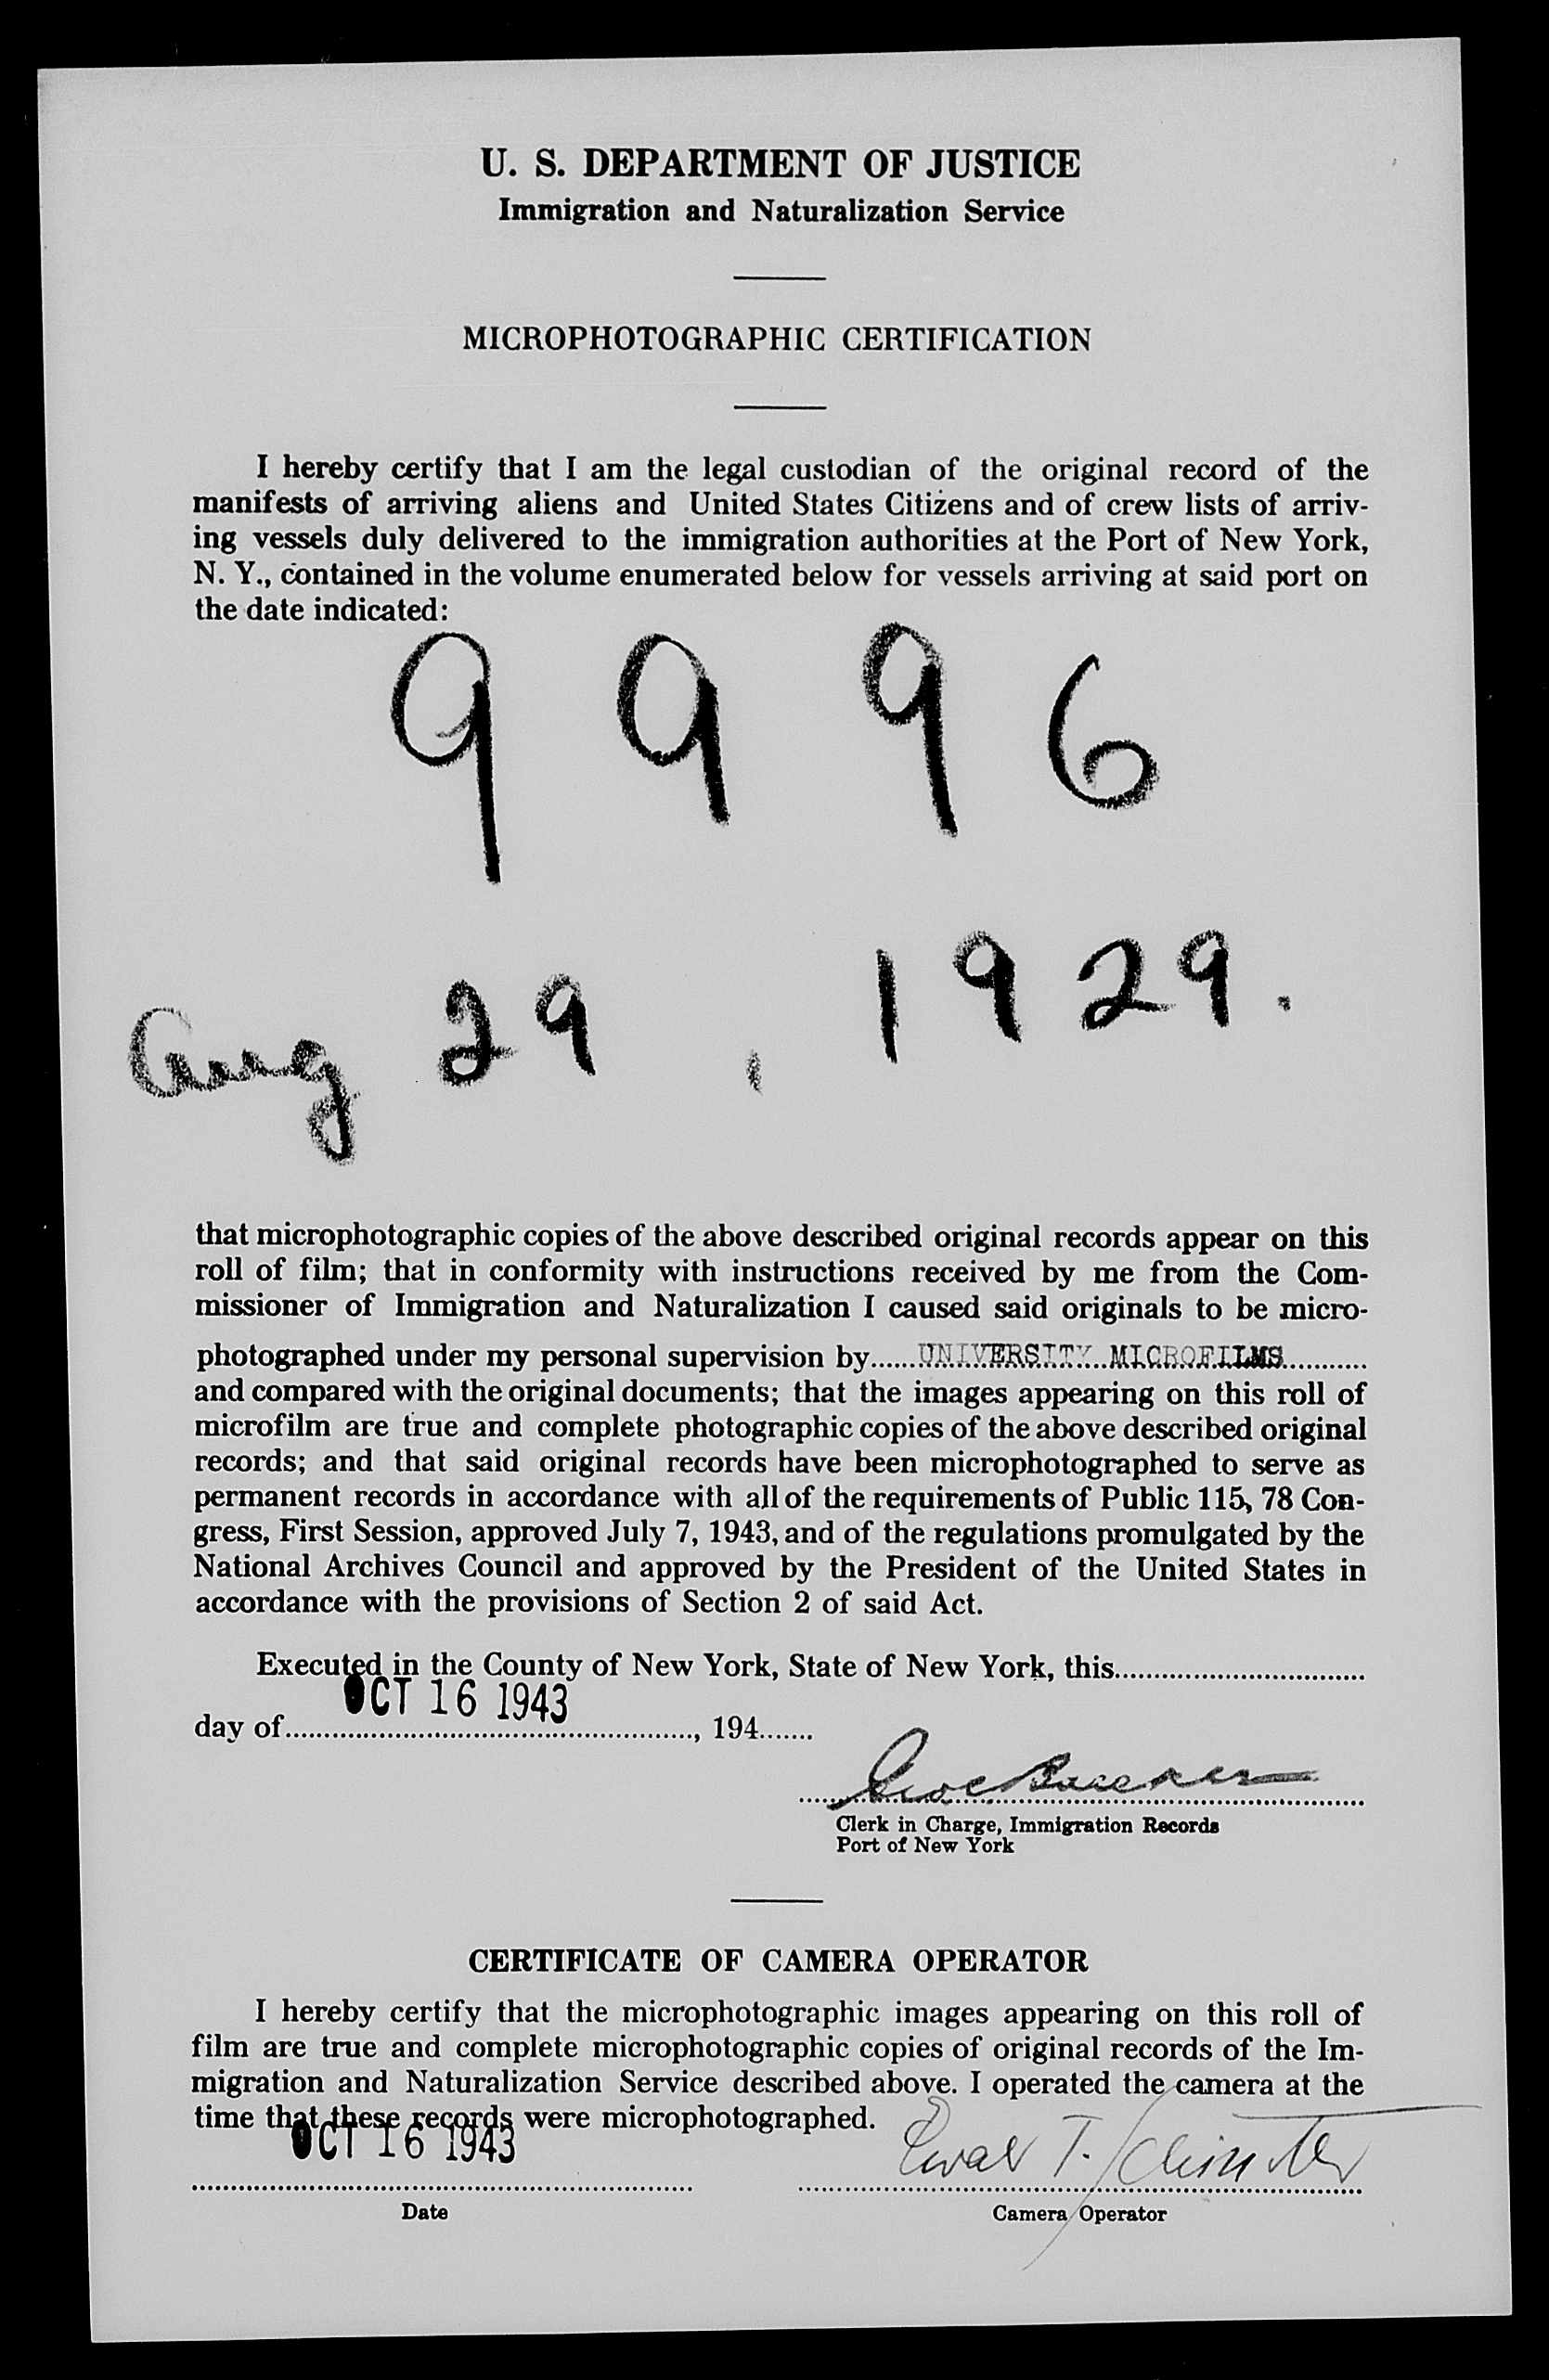 U. S. DEPARTMENT OF JUSTICE
Immigration and Naturalization Service
MICROPHOTOGRAPHIC CERTIFICATION
I hereby certify that I am the legal custodian of the original record of the
manifests of arriving aliens and United States Citizens and of crew lists of arriv-
ing vessels duly delivered to the immigration authorities at the Port of New York,
N. Y., contained in the volume enumerated below for vessels arriving at said port on
the date indicated:
9996
Aug 29, 1929.
that microphotographic copies of the above described original records appear on this
roll of film; that in conformity with instructions received by me from the Com-
missioner of Immigration and Naturalization I caused said originals to be micro-
photographed under my personal supervision by......UNIVERSITY MICROFILMS...........
and compared with the original documents; that the images appearing on this roll of
microfilm are true and complete photographic copies of the above described original
records; and that said original records have been microphotographed to serve as
permanent records in accordance with all of the requirements of Public 115, 78 Con-
gress, First Session, approved July 7, 1943, and of the regulations promulgated by the
National Archives Council and approved by the President of the United States in
accordance with the provisions of Section 2 of said Act.
Executed in the County of New York, State of New York, this................................
OCT 16 1943
day of...................................................., 194.......
Clerk in Charge, Immigration Records
Port of New York
CERTIFICATE OF CAMERA OPERATOR
I hereby certify that the microphotographic images appearing on this roll of
film are true and complete microphotographic copies of original records of the Im-
migration and Naturalization Service described above. I operated the camera at the
time that these records were microphotographed.
OCT 16 1943
T.
Date
Camera Operator